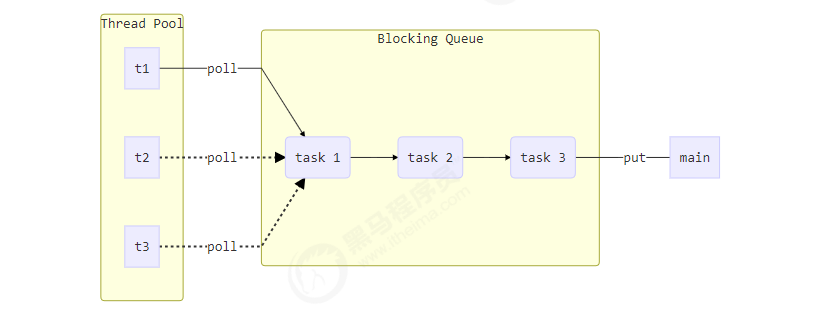 Thread Pool
Blocking Queue
t1
poll
t2
poll
task 1
task 2
task 3
put
main
t3
poll
黑马程序员
www.itheima.com